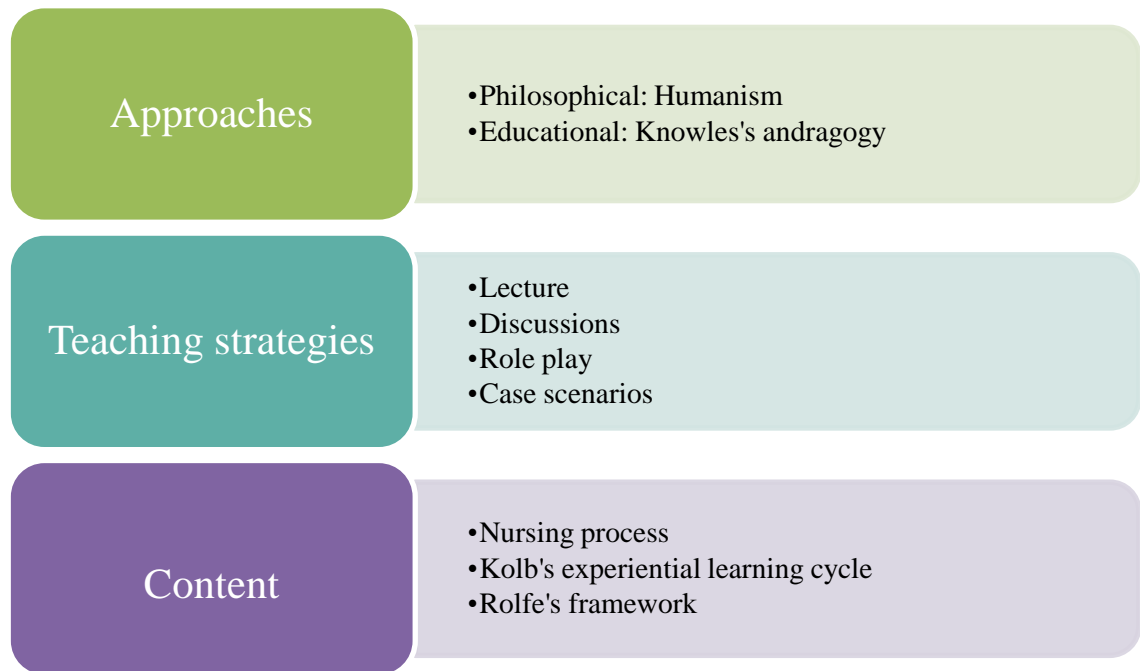 Approaches
•Philosophical: Humanism
•Educational: Knowles's andragogy
Teaching strategies
•Lecture
•Discussions
•Role play
•Case scenarios
Content
•Nursing process
•Kolb's experiential learning cycle
•Rolfe's framework